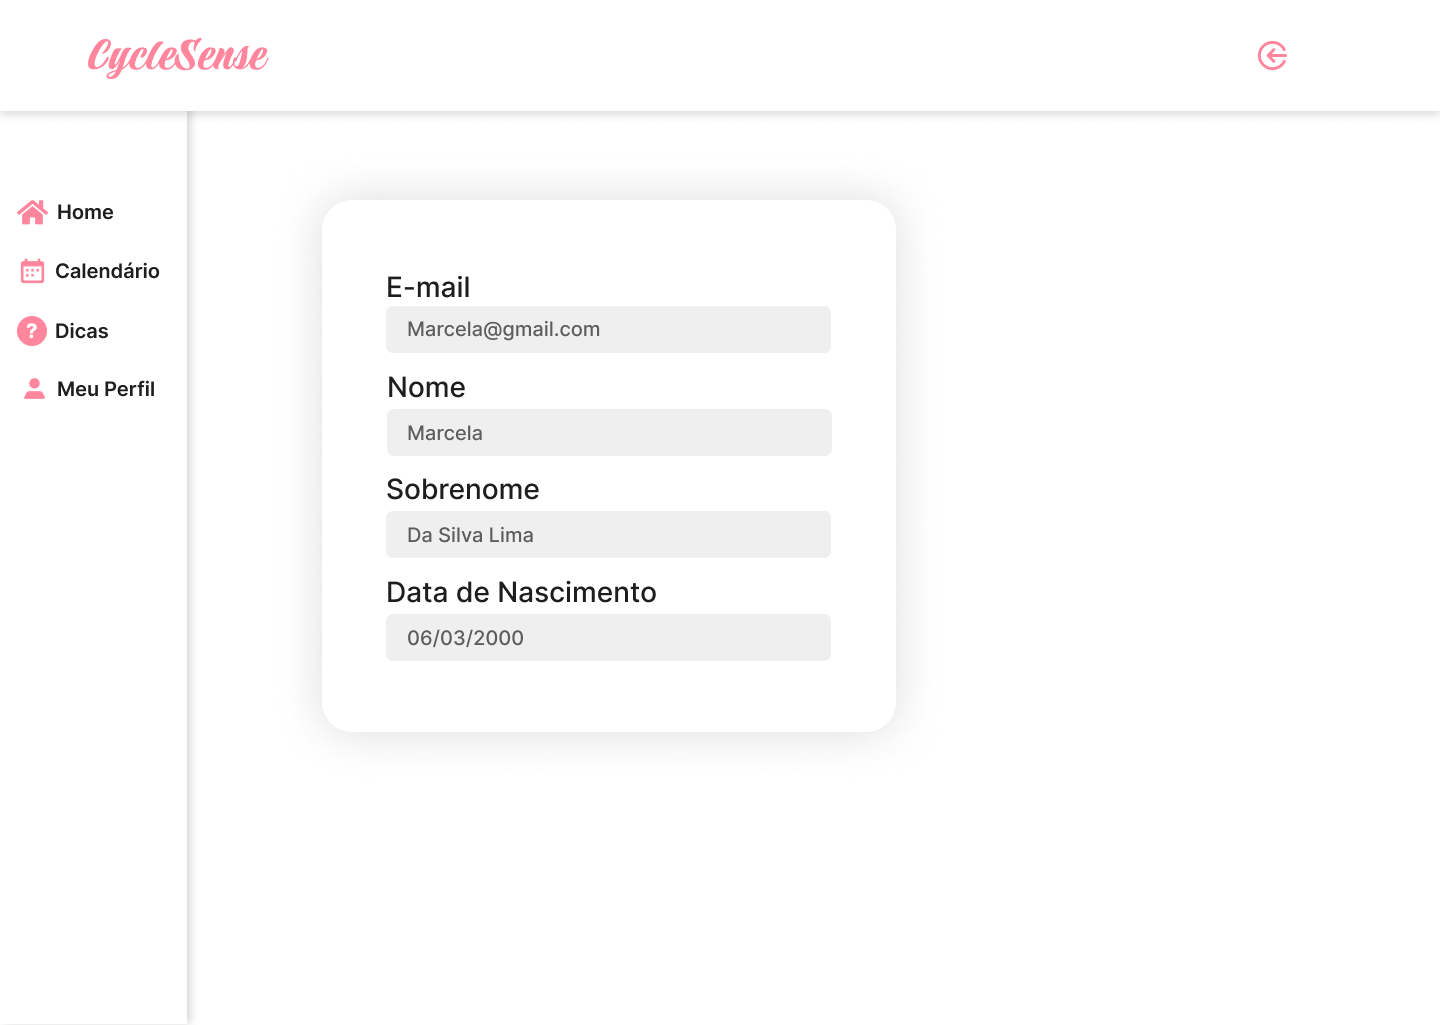 CycleSense
Home
Calendário
Dicas
Meu Perfil
E-mail
Marcela@gmail.com
Nome
Marcela
Sobrenome
Da Silva Lima
Data de Nascimento
06/03/2000